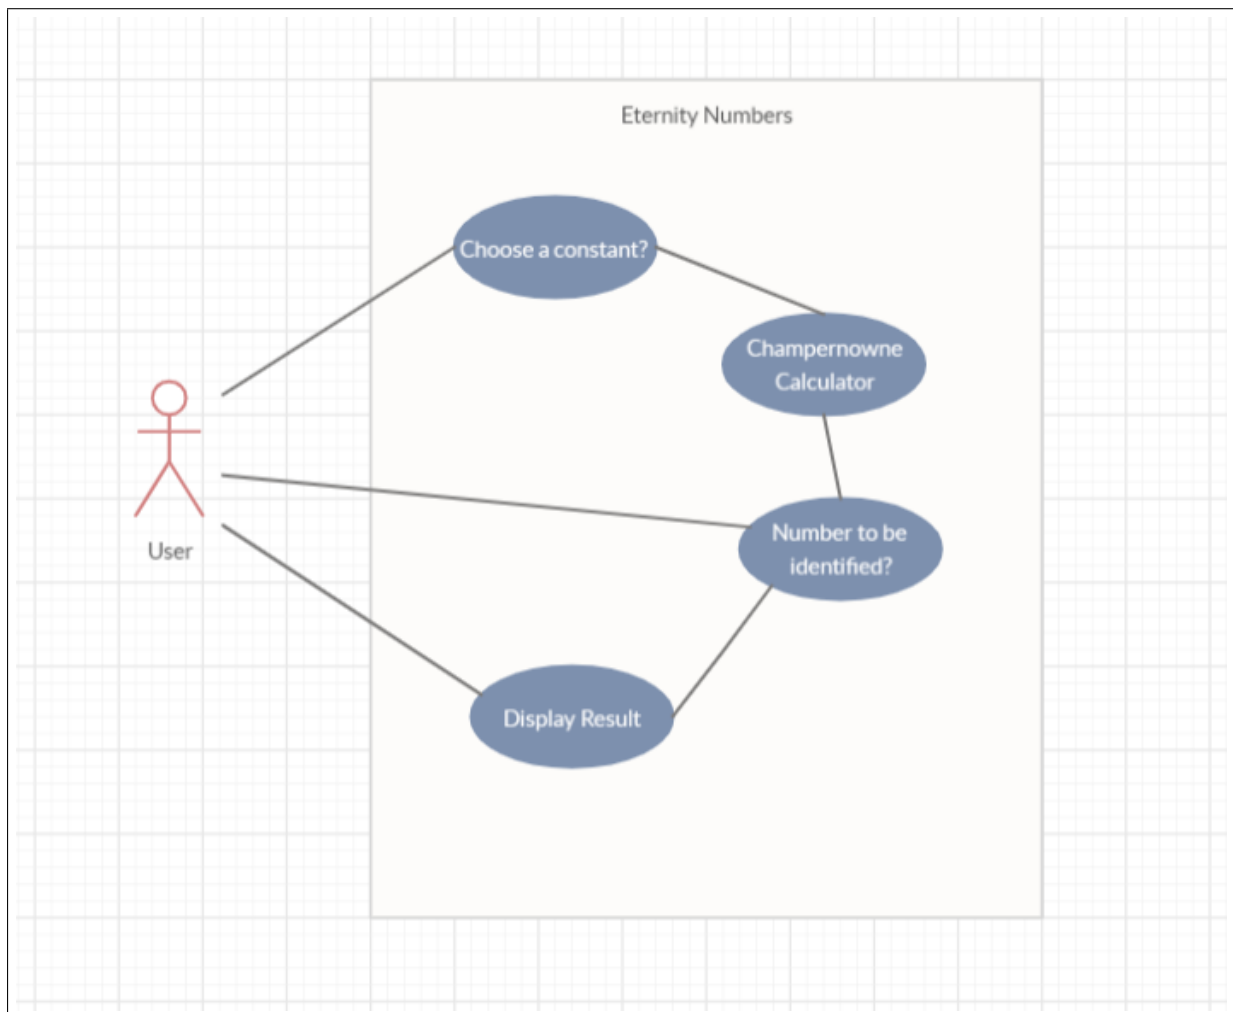 Eternity Numbers
Choose a constant?
Champernowne
Calculator
Number to be
identified?
User
Display Result